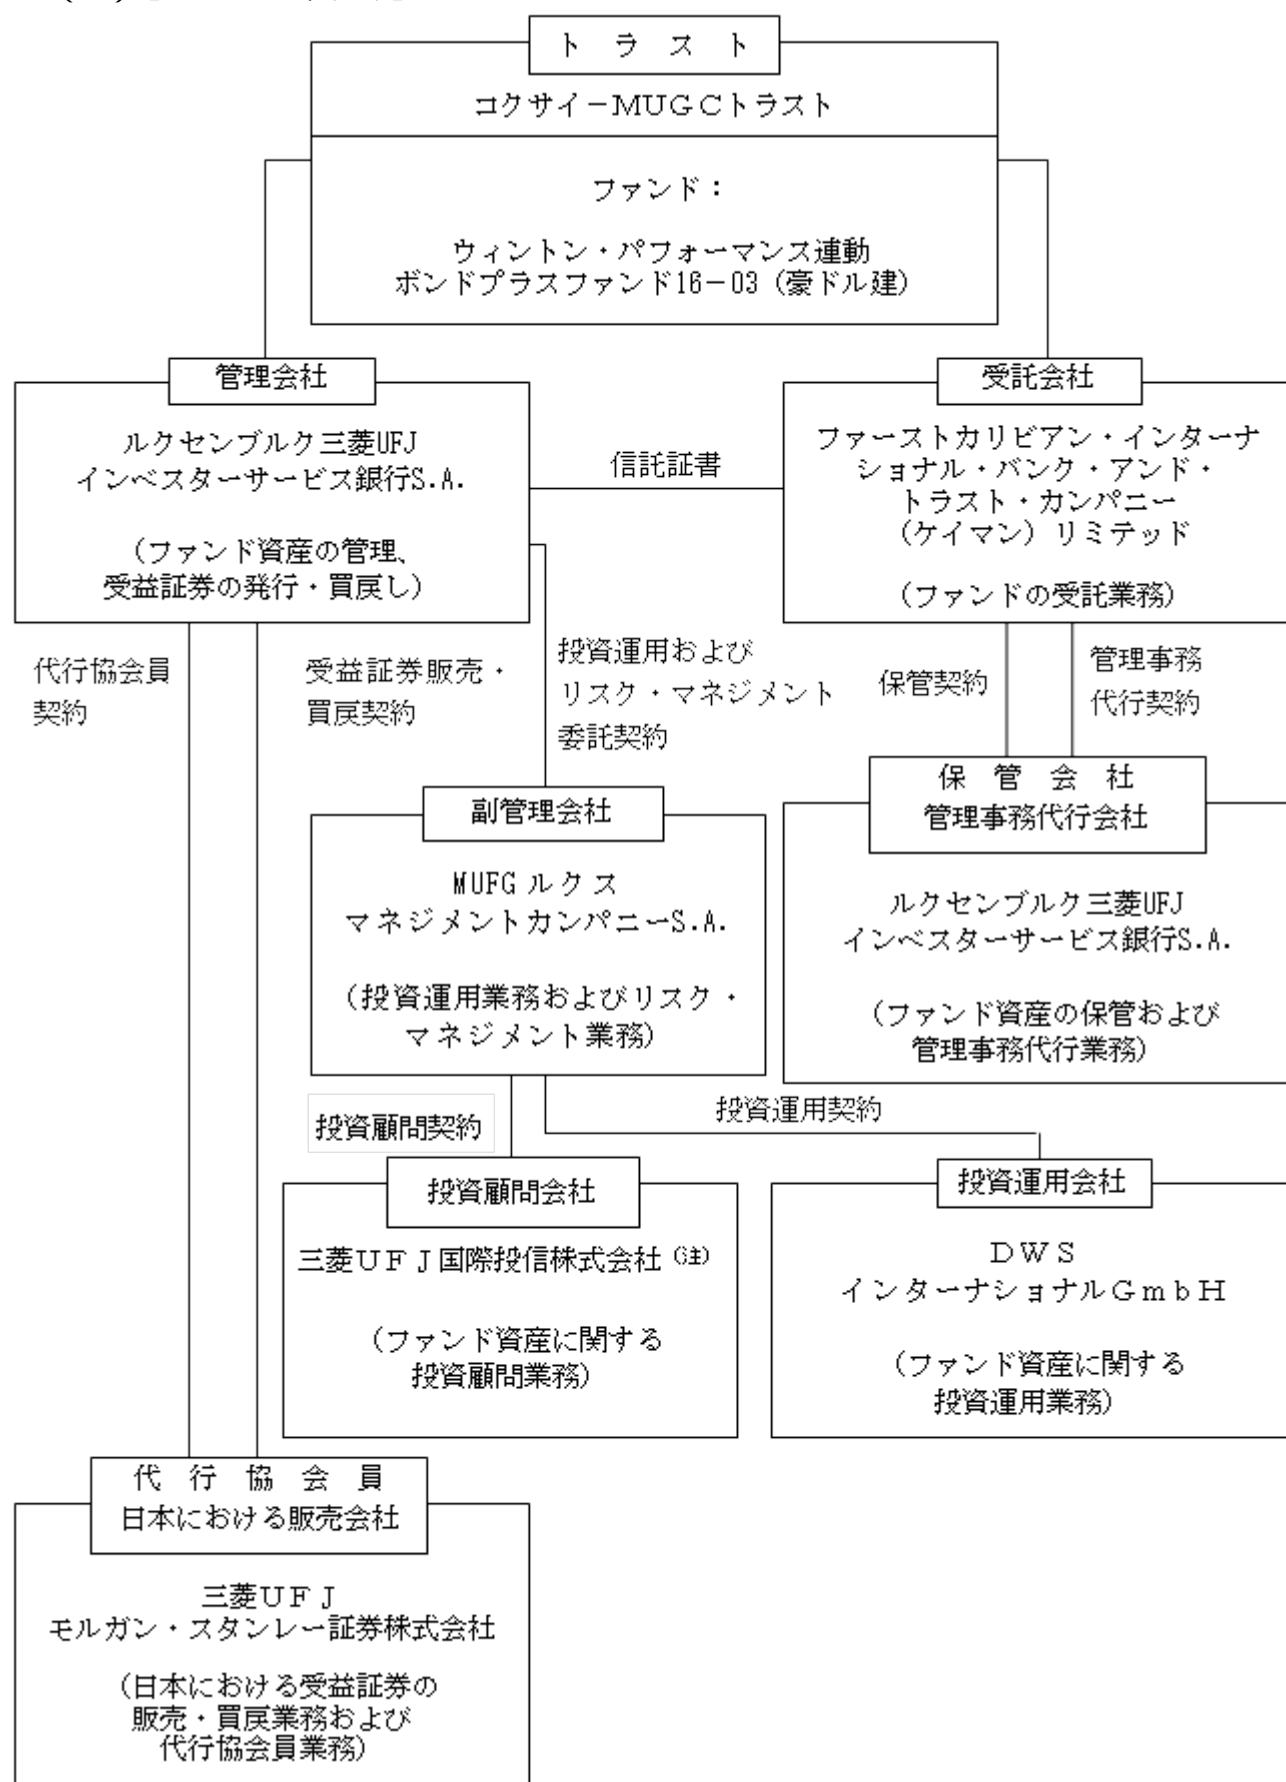 ト ラ ス ト
コクサイ－ＭＵＧＣトラスト
ファンド：
ウィントン・パフォーマンス連動
ボンドプラスファンド16－03（豪ドル建）
管理会社
ルクセンブルク三菱UFJ
インベスターサービス銀行S.A.
（ファンド資産の管理、
受益証券の発行・買戻し）
信託証書
受託会社
ファーストカリビアン・インターナ
ショナル・バンク・アンド・
トラスト・カンパニー
（ケイマン）リミテッド
（ファンドの受託業務）
代行協会員
契約
受益証券販売・
買戻契約
投資運用および
リスク・マネジメント
委託契約
保管契約
管理事務
代行契約
副管理会社
MUFG ルクス
マネジメントカンパニーS.A.
（投資運用業務およびリスク・
マネジメント業務）
保 管 会 社
管理事務代行会社
ルクセンブルク三菱UFJ
インベスターサービス銀行S.A.
（ファンド資産の保管および
管理事務代行業務）
投資顧問契約
投資運用契約
投資顧問会社
三菱ＵＦＪ国際投信株式会社（注）
（ファンド資産に関する
投資顧問業務）
投資運用会社
ＤＷＳ
インターナショナルＧｍｂＨ
（ファンド資産に関する
投資運用業務）
代 行 協 会 員
日本における販売会社
三菱ＵＦＪ
モルガン・スタンレー証券株式会社
（日本における受益証券の
販売・買戻業務および
代行協会員業務）